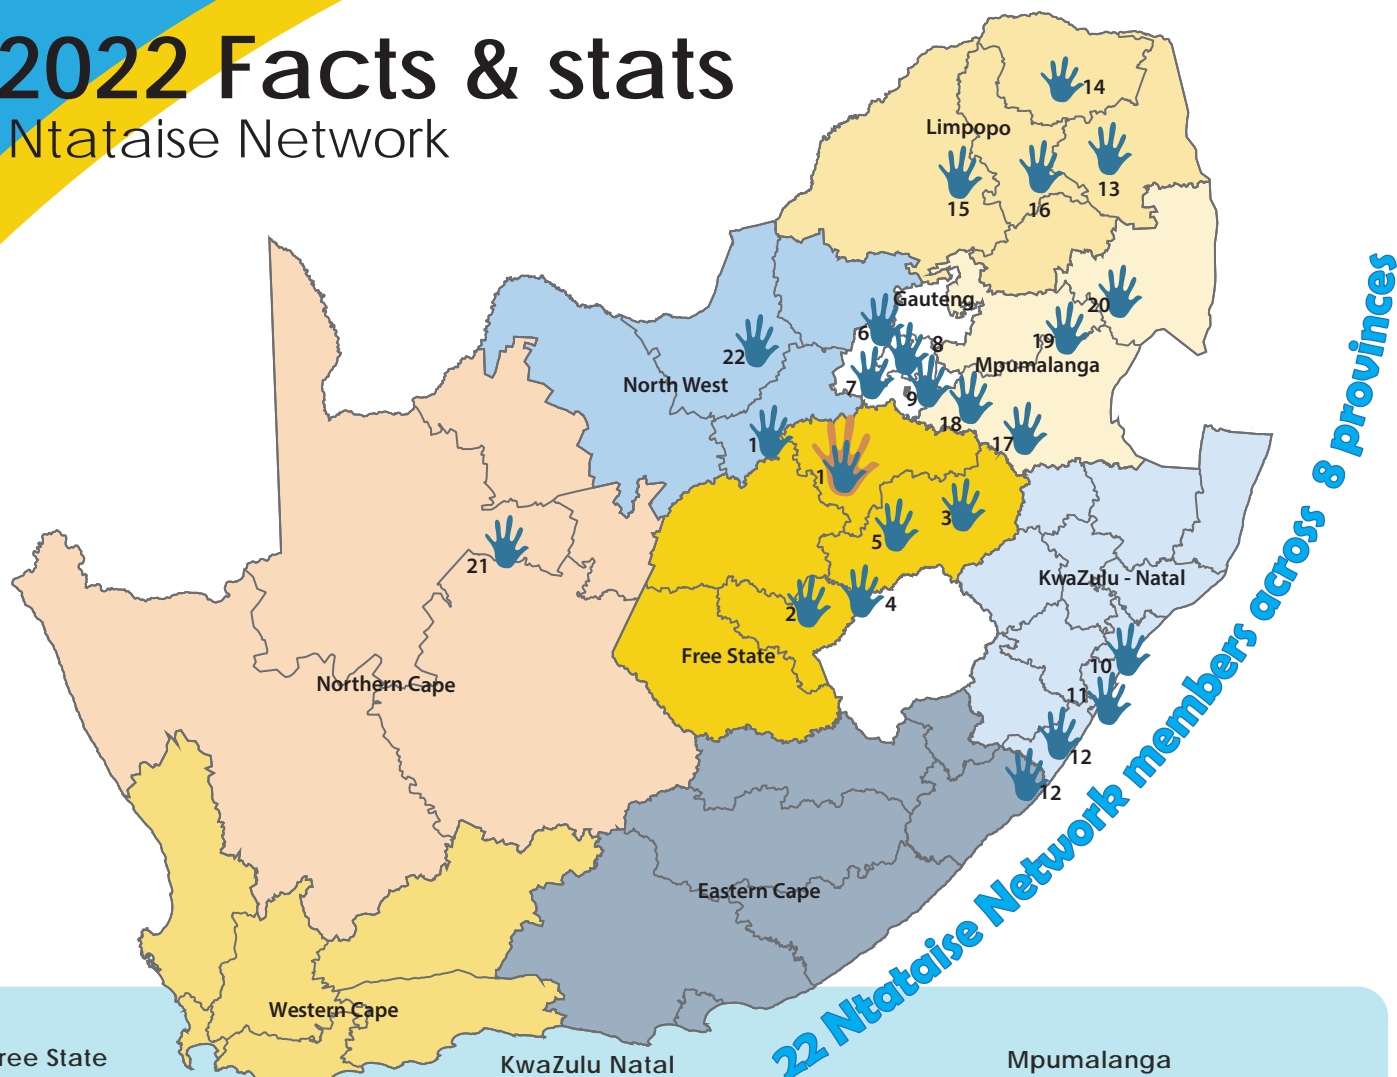 2022 Facts & stats
Ntataise Network
14
Limpopo
13
15
16
Gauteng
20
6
19
8
22
Mpumalanga
North West
7
9
18
17
1
1
3
5
21
KwaZulu - Natal
2
4
Free State
10
Northern Cape
11
12
12
Eastern Cape
Western Cape
22 Ntataise Network members across 8 provinces
ree State
KwaZulu Natal
Mpumalanga